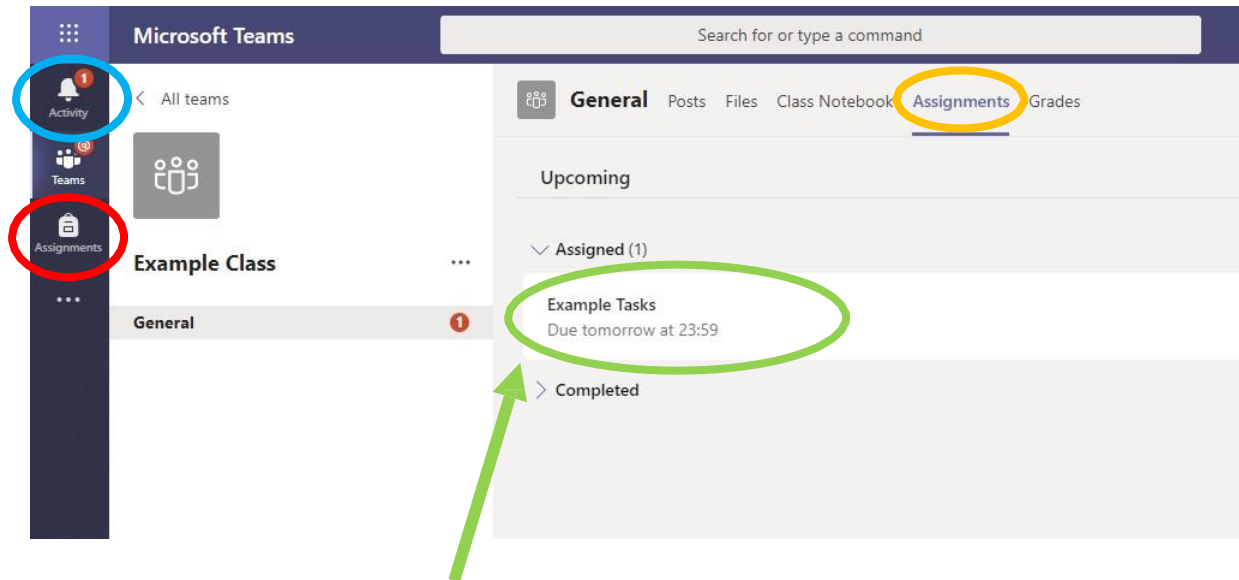 Microsoft Teams
Search for or type a command
1
Activity
@
Teams
Assignments
All teams
Example Class
General
1
General Posts Files Class Notebook Assignments Grades
Upcoming
Assigned (1)
Example Tasks
Due tomorrow at 23:59
Completed